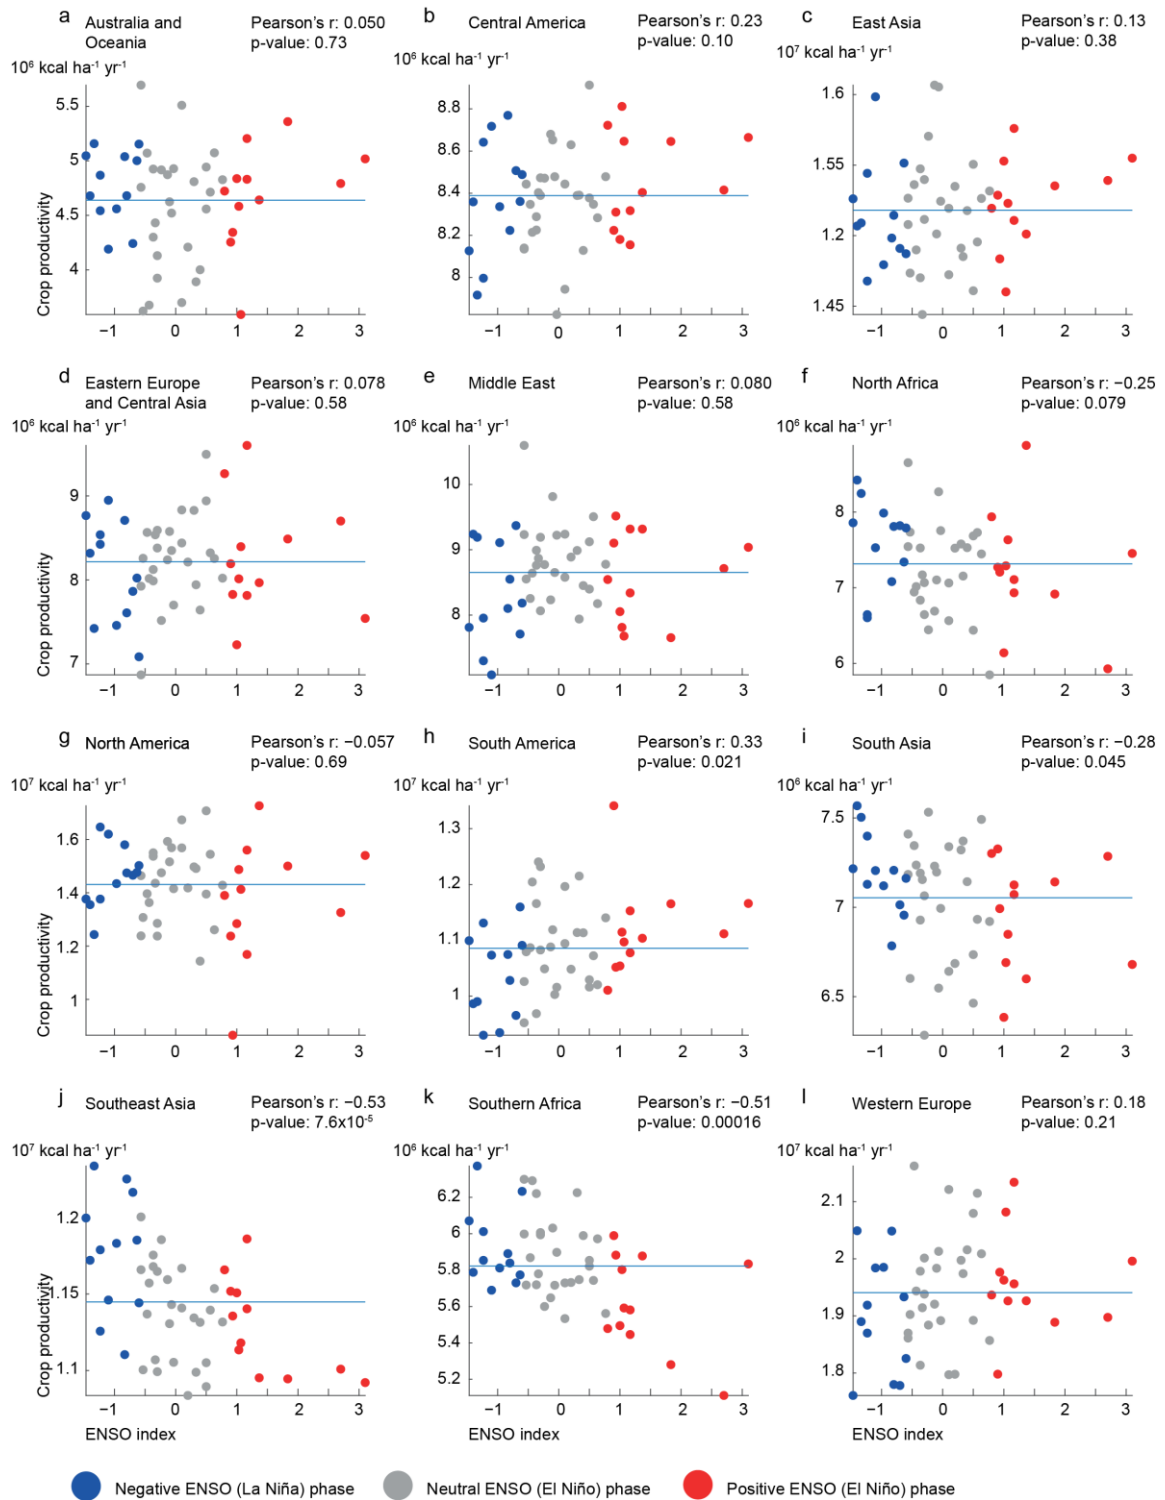 a Australia and Oceania Pearson's r: 0.050 p-value: 0.73
10⁶ kcal ha⁻¹ yr⁻¹
Crop productivity
5.5
5
4.5
4
−1 0 1 2 3
b Central America Pearson's r: 0.23 p-value: 0.10
10⁶ kcal ha⁻¹ yr⁻¹
8.8
8.6
8.4
8.2
8
−1 0 1 2 3
c East Asia Pearson's r: 0.13 p-value: 0.38
10⁷ kcal ha⁻¹ yr⁻¹
1.6
1.55
1.2
1.45
−1 0 1 2 3
d Eastern Europe and Central Asia Pearson's r: 0.078 p-value: 0.58
10⁶ kcal ha⁻¹ yr⁻¹
Crop productivity
9
8
7
−1 0 1 2 3
e Middle East Pearson's r: 0.080 p-value: 0.58
10⁶ kcal ha⁻¹ yr⁻¹
10
9
8
−1 0 1 2 3
f North Africa Pearson's r: −0.25 p-value: 0.079
10⁶ kcal ha⁻¹ yr⁻¹
8
7
6
−1 0 1 2 3
g North America Pearson's r: −0.057 p-value: 0.69
10⁷ kcal ha⁻¹ yr⁻¹
Crop productivity
1.6
1.4
1.2
1
−1 0 1 2 3
h South America Pearson's r: 0.33 p-value: 0.021
10⁷ kcal ha⁻¹ yr⁻¹
1.3
1.2
1.1
1
−1 0 1 2 3
i South Asia Pearson's r: −0.28 p-value: 0.045
10⁶ kcal ha⁻¹ yr⁻¹
7.5
7
6.5
−1 0 1 2 3
j Southeast Asia Pearson's r: −0.53 p-value: 7.6x10⁻⁵
10⁷ kcal ha⁻¹ yr⁻¹
Crop productivity
1.2
1.15
1.10
−1 0 1 2 3
ENSO index
k Southern Africa Pearson's r: −0.51 p-value: 0.00016
10⁶ kcal ha⁻¹ yr⁻¹
6.2
6
5.8
5.6
5.4
5.2
−1 0 1 2 3
ENSO index
l Western Europe Pearson's r: 0.18 p-value: 0.21
10⁷ kcal ha⁻¹ yr⁻¹
2.1
2
1.9
1.8
−1 0 1 2 3
ENSO index
Negative ENSO (La Niña) phase
Neutral ENSO (El Niño) phase
Positive ENSO (El Niño) phase